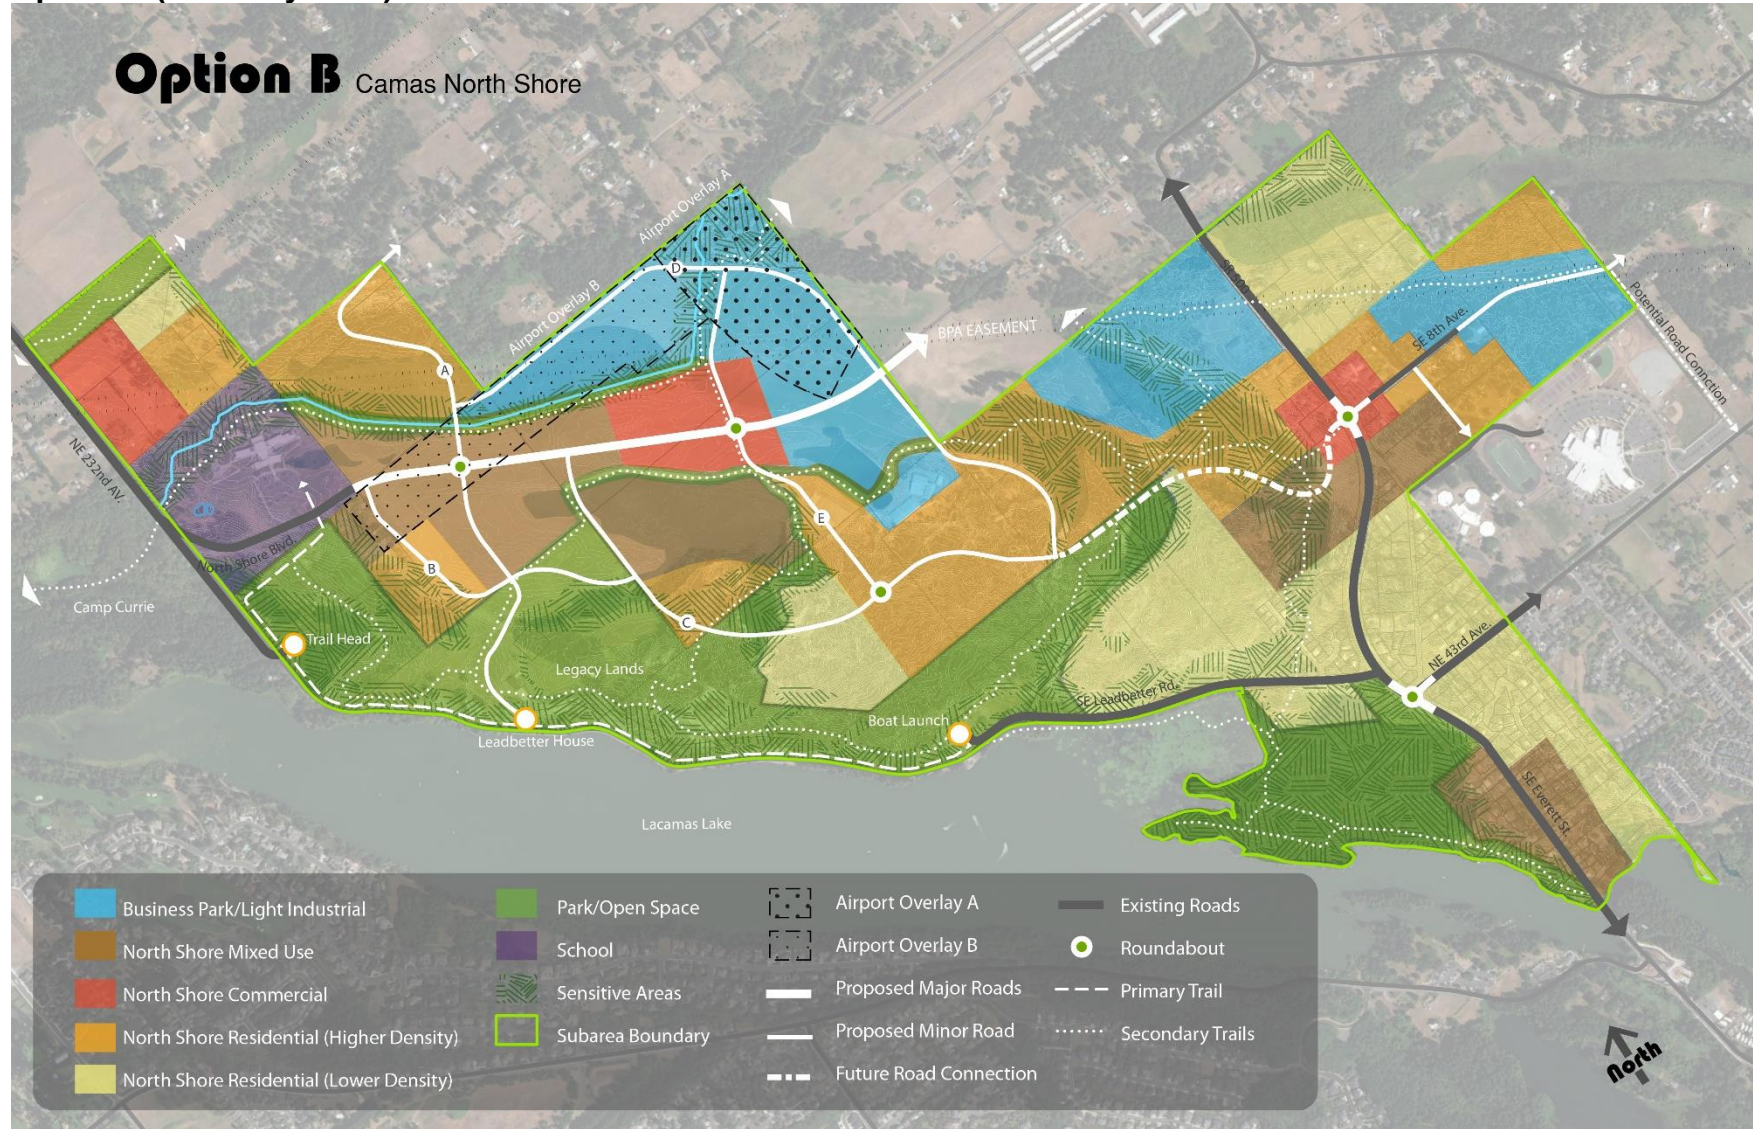 Option B Camas North Shore
Airport Overlay A
Airport Overlay B
D
BPA EASEMENT
SE 8th Ave.
Potential Road Connction
A
NE 232nd AV.
North Shore Blvd.
E
B
C
Camp Currie
Trail Head
Legacy Lands
Leadbetter House
Boat Launch
SE Leadbetter Rd.
NE 43rd Ave.
SE Everett St.
Lacamas Lake
Business Park/Light Industrial
North Shore Mixed Use
North Shore Commercial
North Shore Residential (Higher Density)
North Shore Residential (Lower Density)
Park/Open Space
School
Sensitive Areas
Subarea Boundary
Airport Overlay A
Airport Overlay B
Proposed Major Roads
Proposed Minor Road
Future Road Connection
Existing Roads
Roundabout
Primary Trail
Secondary Trails
North